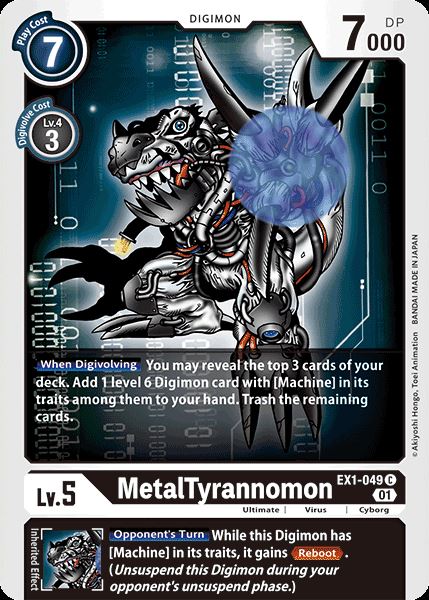 DIGIMON
Play Cost
7
DP
7000
Digivolve Cost
Lv.4
3
When Digivolving You may reveal the top 3 cards of your
deck. Add 1 level 6 Digimon card with [Machine] in its
traits among them to your hand. Trash the remaining
cards.
©Akiyoshi Hongo, Toei Animation BANDAI MADE IN JAPAN
Lv.5
MetalTyrannomon
EX1-049 C
01
Ultimate | Virus | Cyborg
Inherited Effect
Opponent's Turn While this Digimon has
[Machine] in its traits, it gains Reboot.
(Unsuspend this Digimon during your
opponent's unsuspend phase.)